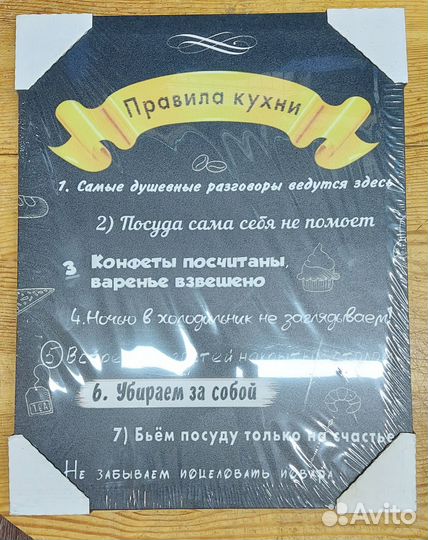 Правила кухни
1. Самые душевные разговоры ведутся здесь
2) Посуда сама себя не помоет
3 Конфеты посчитаны,
варенье взвешено
4. Ночью в холодильник не заглядываем
5)
6. Убираем за собой
7) Бьём посуду только на счастье
Не забываем поцеловать повара
TEA
Avito